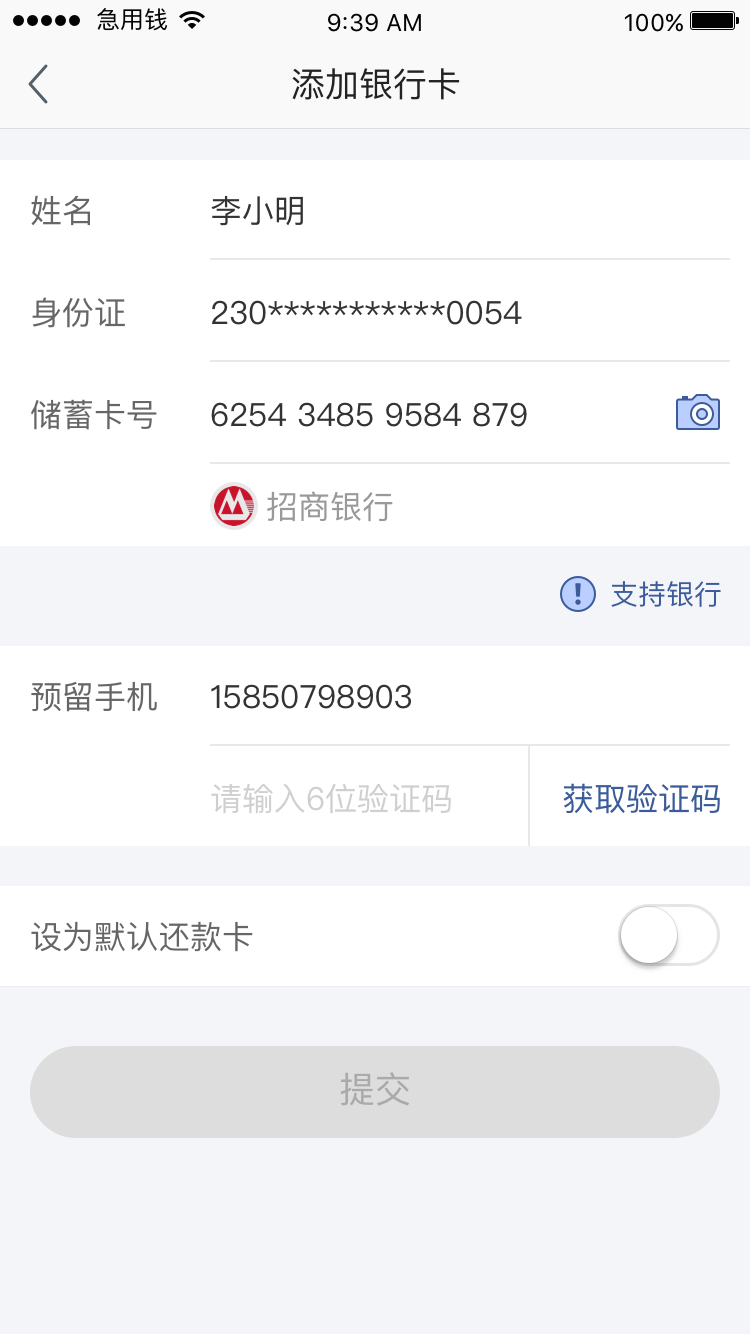 急用钱 9:39 AM 100%
添加银行卡
姓名 李小明
身份证 230***********0054
储蓄卡号 6254 3485 9584 879
招商银行
支持银行
预留手机 15850798903
请输入6位验证码 获取验证码
设为默认还款卡
提交